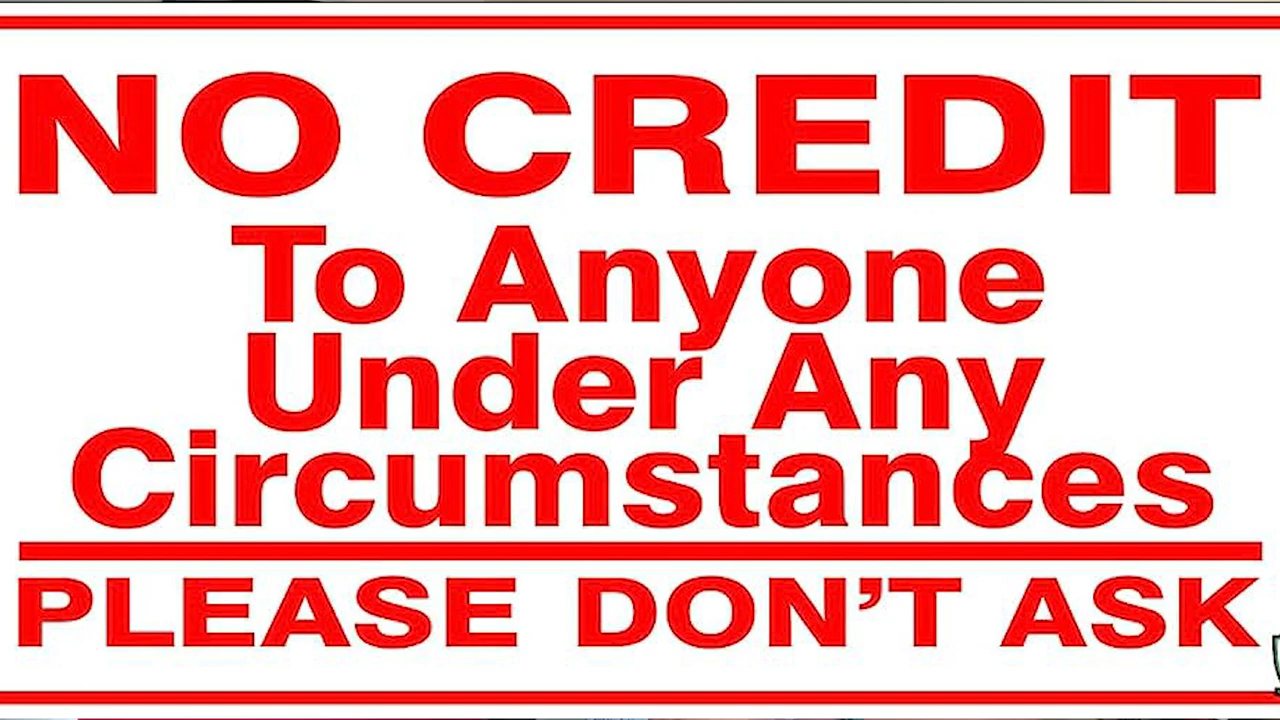 NO CREDIT
To Anyone
Under Any
Circumstances
PLEASE DON’T ASK